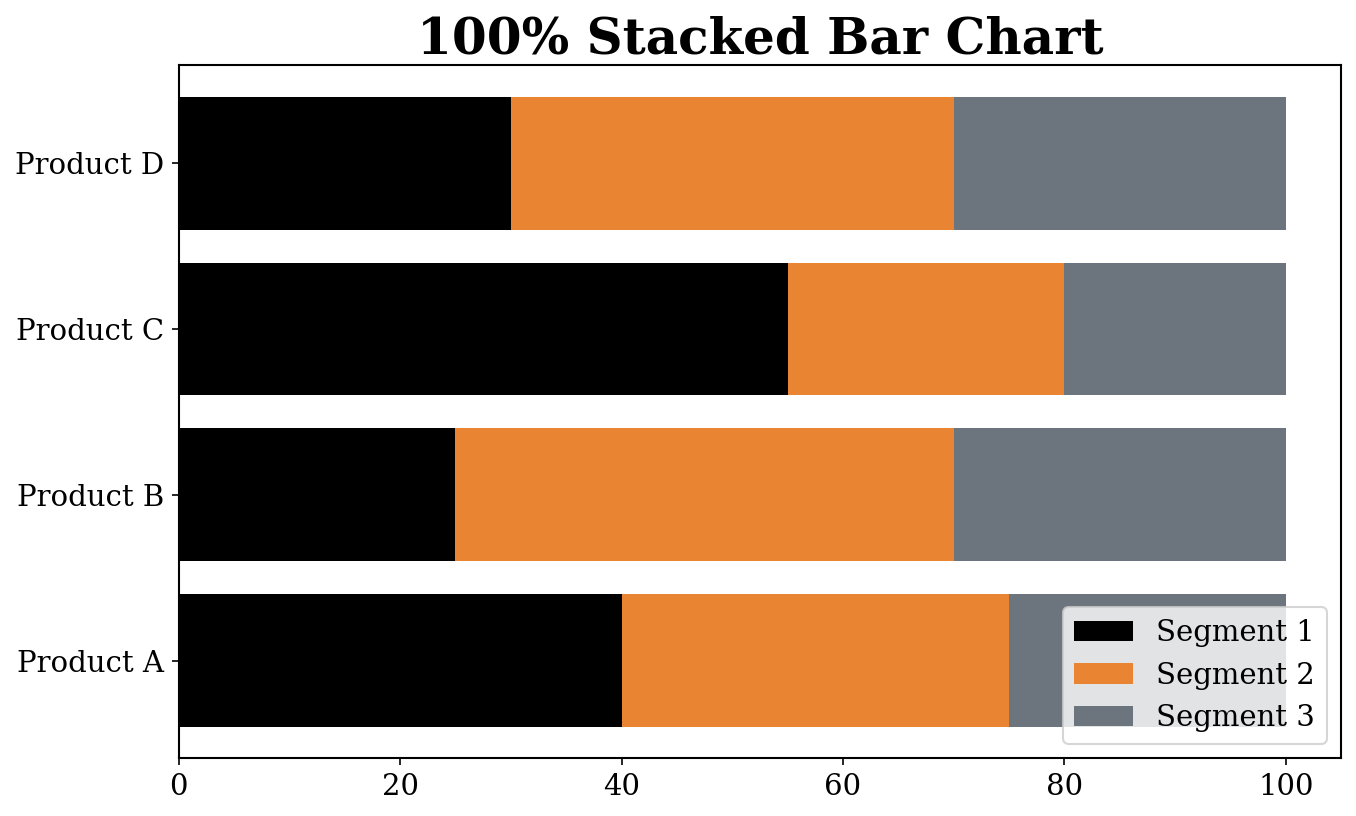 100% Stacked Bar Chart
Product D
Product C
Product B
Product A
Segment 1
Segment 2
Segment 3
0 20 40 60 80 100